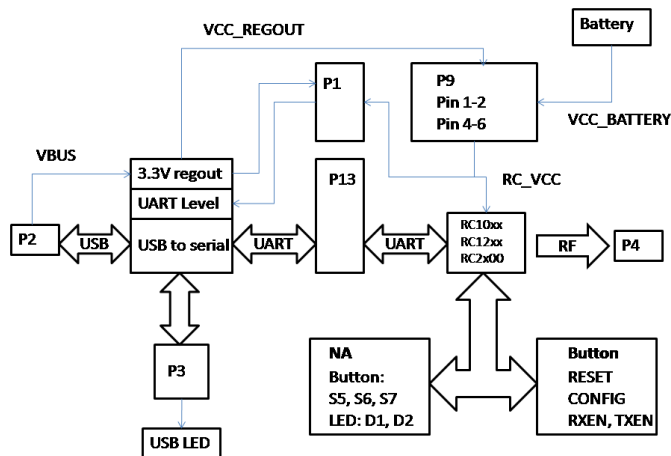 VCC_REGOUT
Battery
P1
P9
Pin 1-2
Pin 4-6
VCC_BATTERY
VBUS
3.3V regout
P13
RC_VCC
UART Level
P2
USB
USB to serial
UART
UART
RC10xx
RC12xx
RC2x00
RF
P4
P3
USB LED
NA
Button:
S5, S6, S7
LED: D1, D2
Button
RESET
CONFIG
RXEN, TXEN